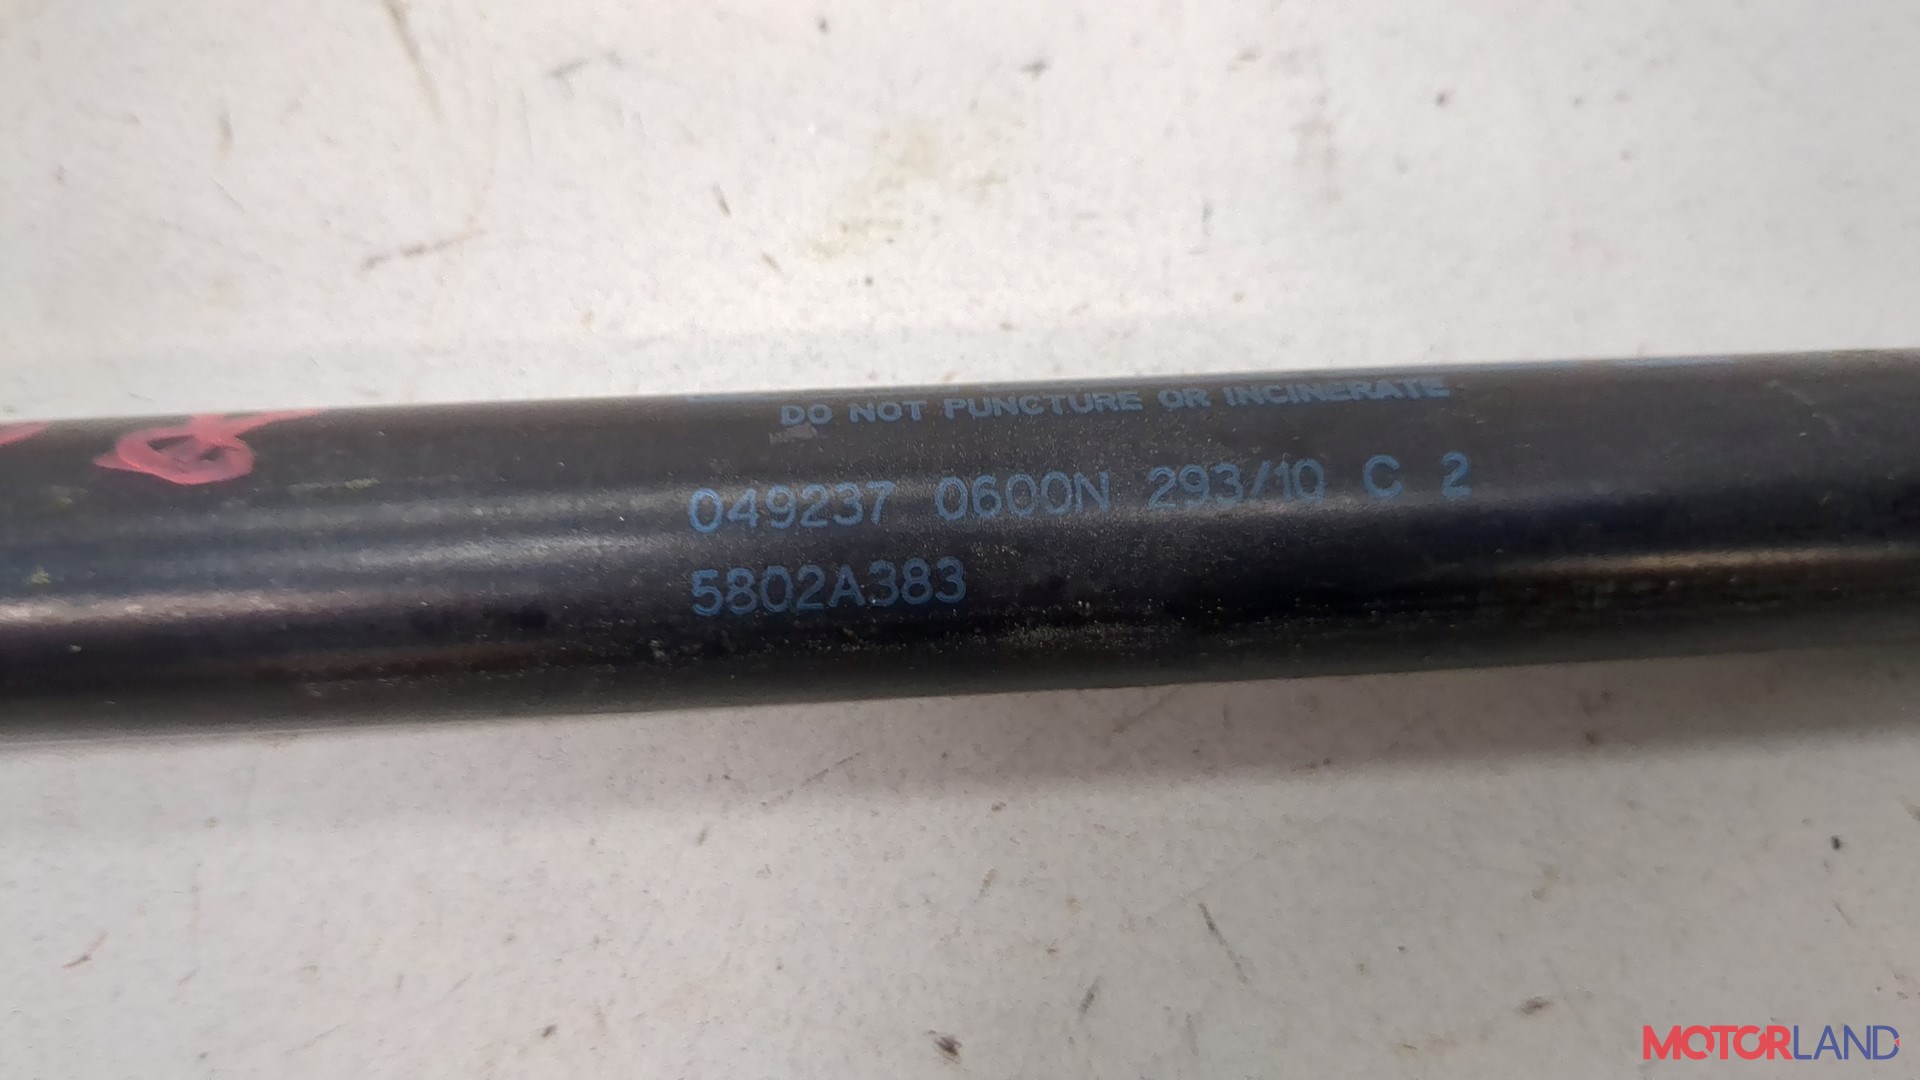 DO NOT PUNCTURE OR INCINERATE
049237 0600N 293/10 C 2
5802A383
MOTORLAND